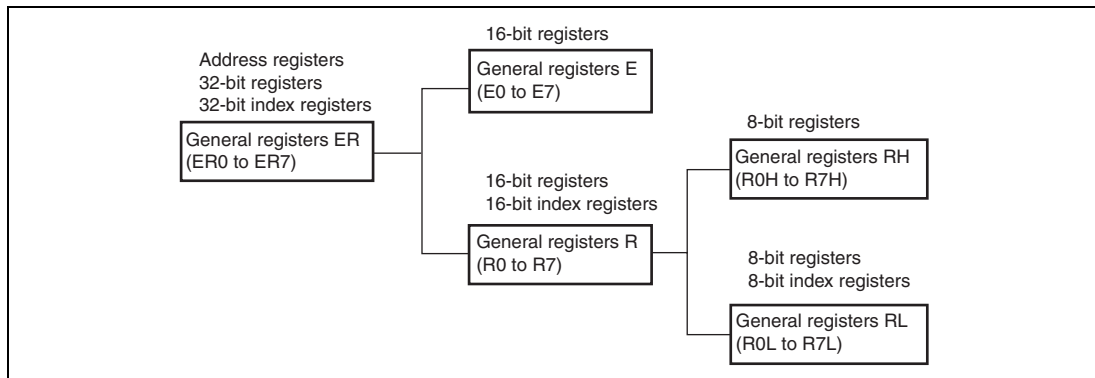 Address registers
32-bit registers
32-bit index registers
General registers ER
(ER0 to ER7)
16-bit registers
General registers E
(E0 to E7)
16-bit registers
16-bit index registers
General registers R
(R0 to R7)
8-bit registers
General registers RH
(R0H to R7H)
8-bit registers
8-bit index registers
General registers RL
(R0L to R7L)